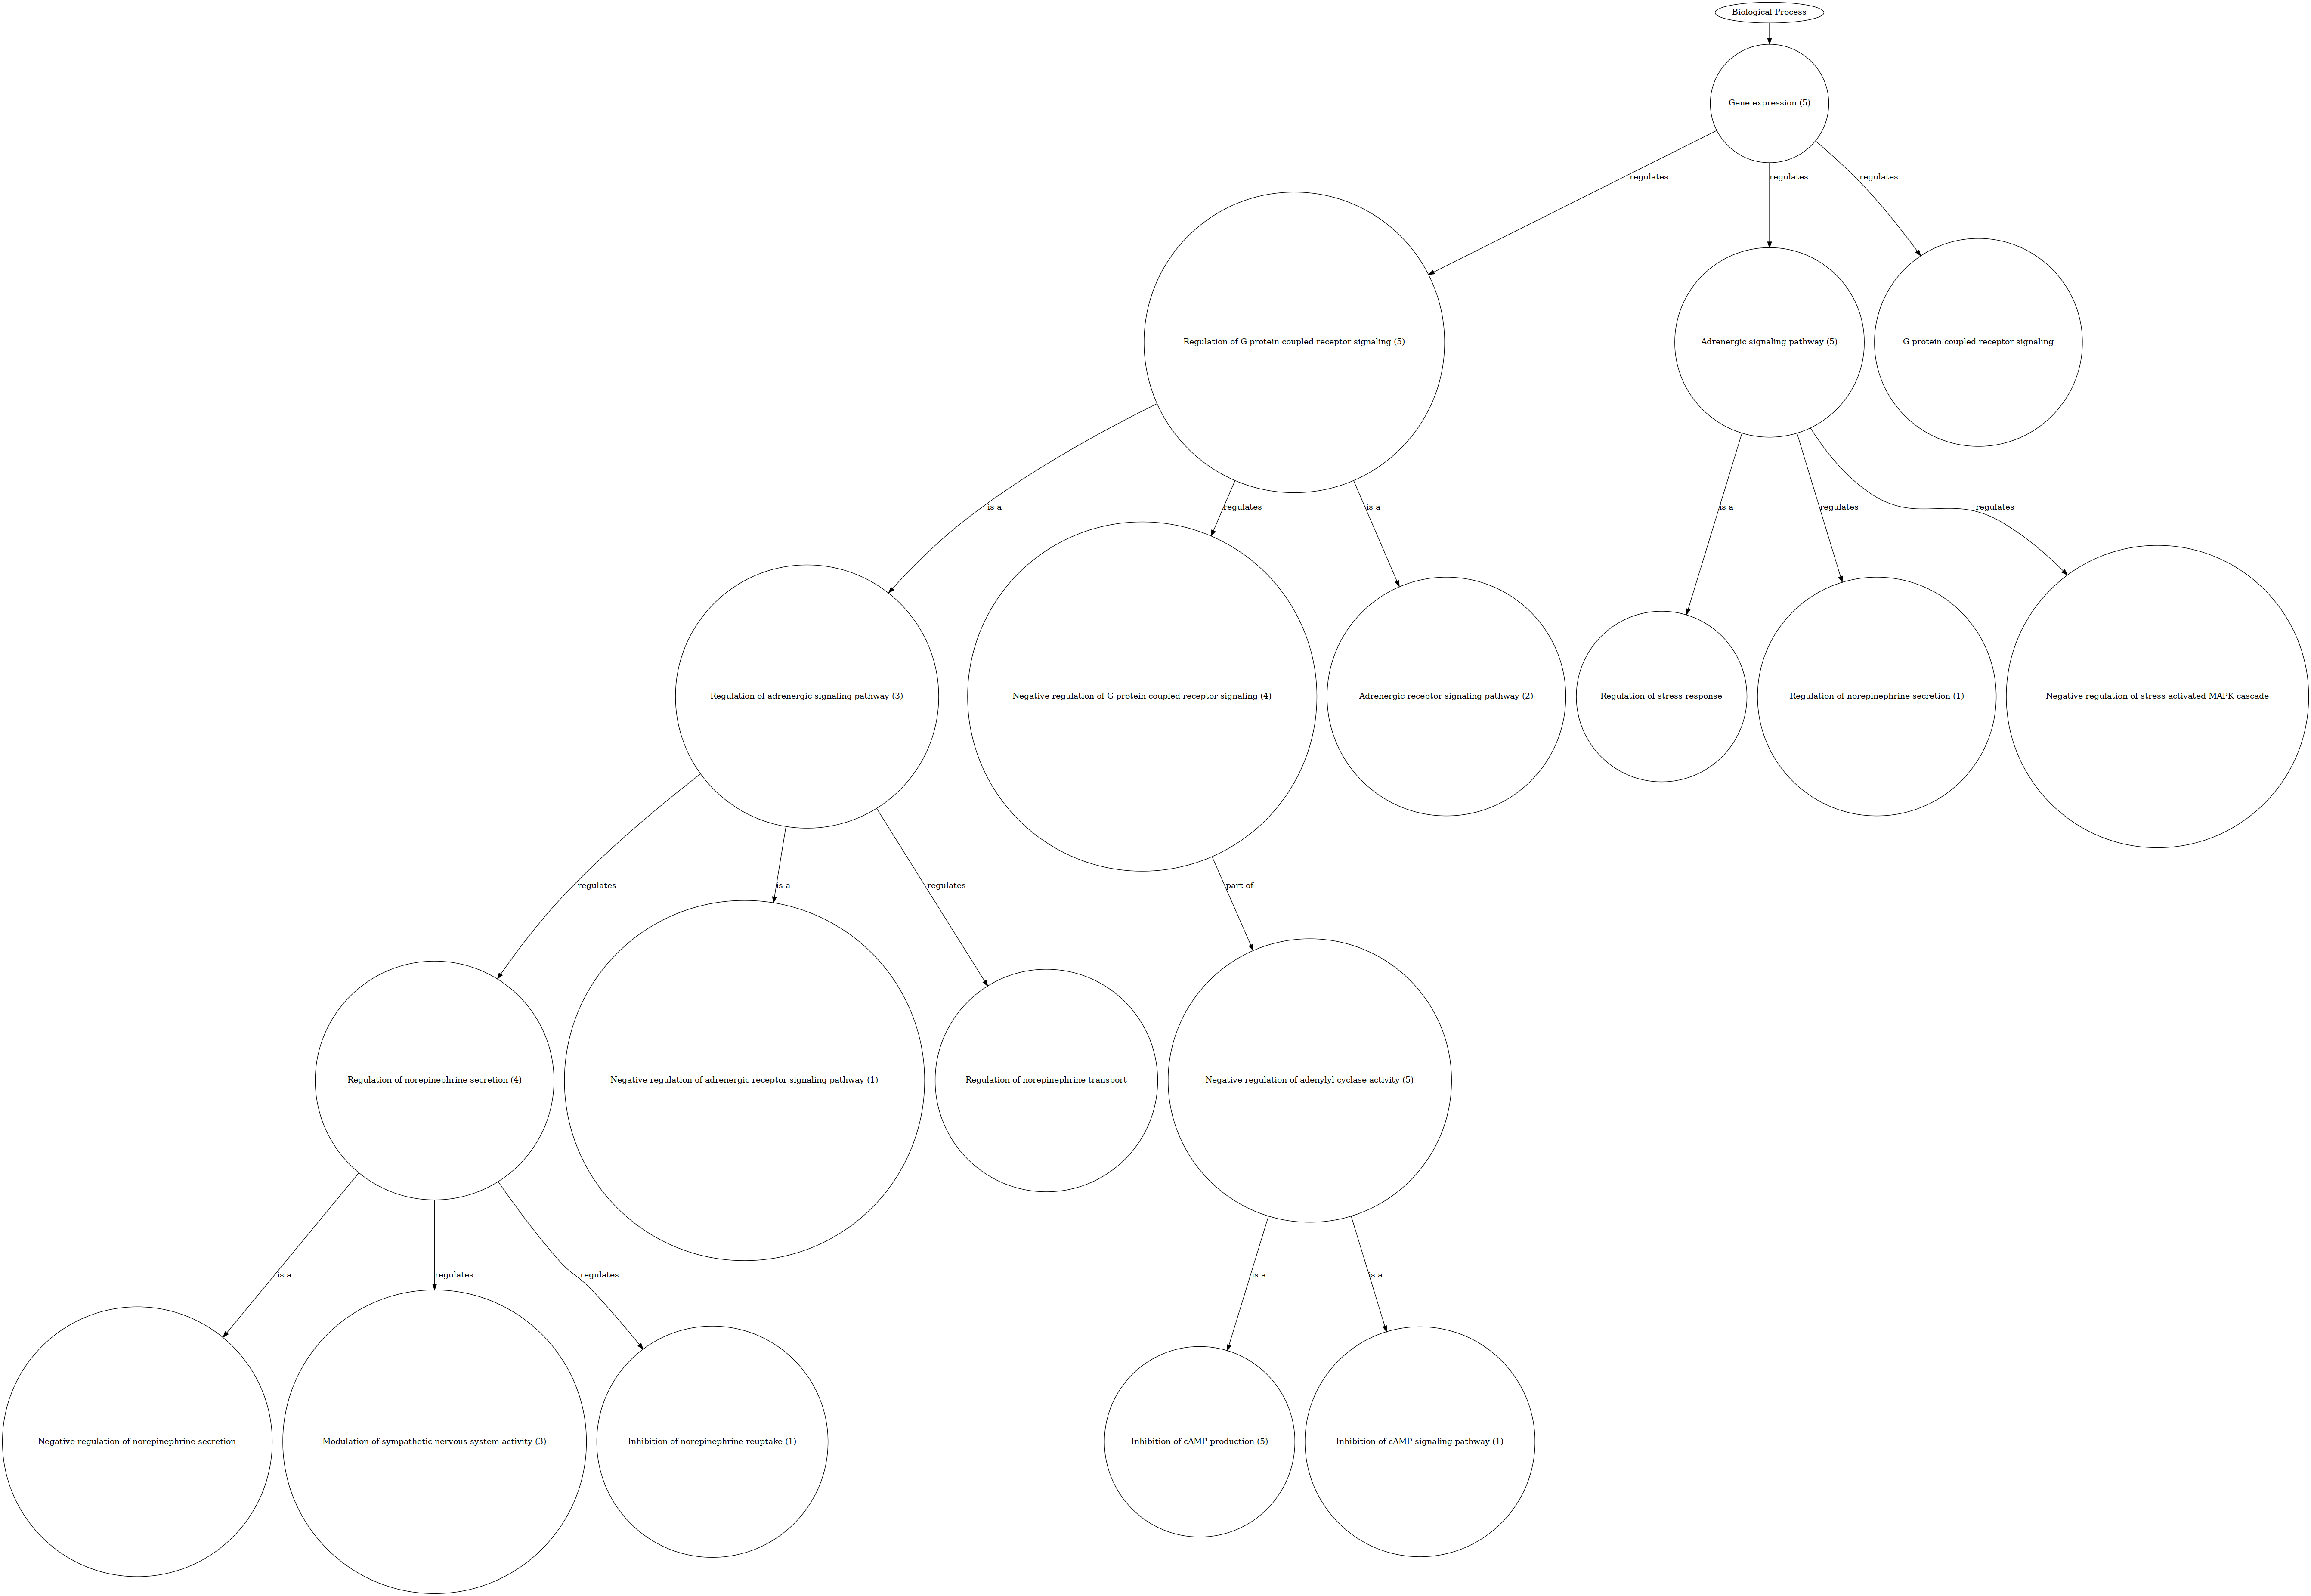 Biological Process
Gene expression (5)
regulates
regulates
regulates
Regulation of G protein-coupled receptor signaling (5)
Adrenergic signaling pathway (5)
G protein-coupled receptor signaling
is a
regulates
is a
is a
regulates
regulates
Regulation of adrenergic signaling pathway (3)
Negative regulation of G protein-coupled receptor signaling (4)
Adrenergic receptor signaling pathway (2)
Regulation of stress response
Regulation of norepinephrine secretion (1)
Negative regulation of stress-activated MAPK cascade
regulates
is a
regulates
part of
Regulation of norepinephrine secretion (4)
Negative regulation of adrenergic receptor signaling pathway (1)
Regulation of norepinephrine transport
Negative regulation of adenylyl cyclase activity (5)
is a
regulates
regulates
is a
is a
Negative regulation of norepinephrine secretion
Modulation of sympathetic nervous system activity (3)
Inhibition of norepinephrine reuptake (1)
Inhibition of cAMP production (5)
Inhibition of cAMP signaling pathway (1)